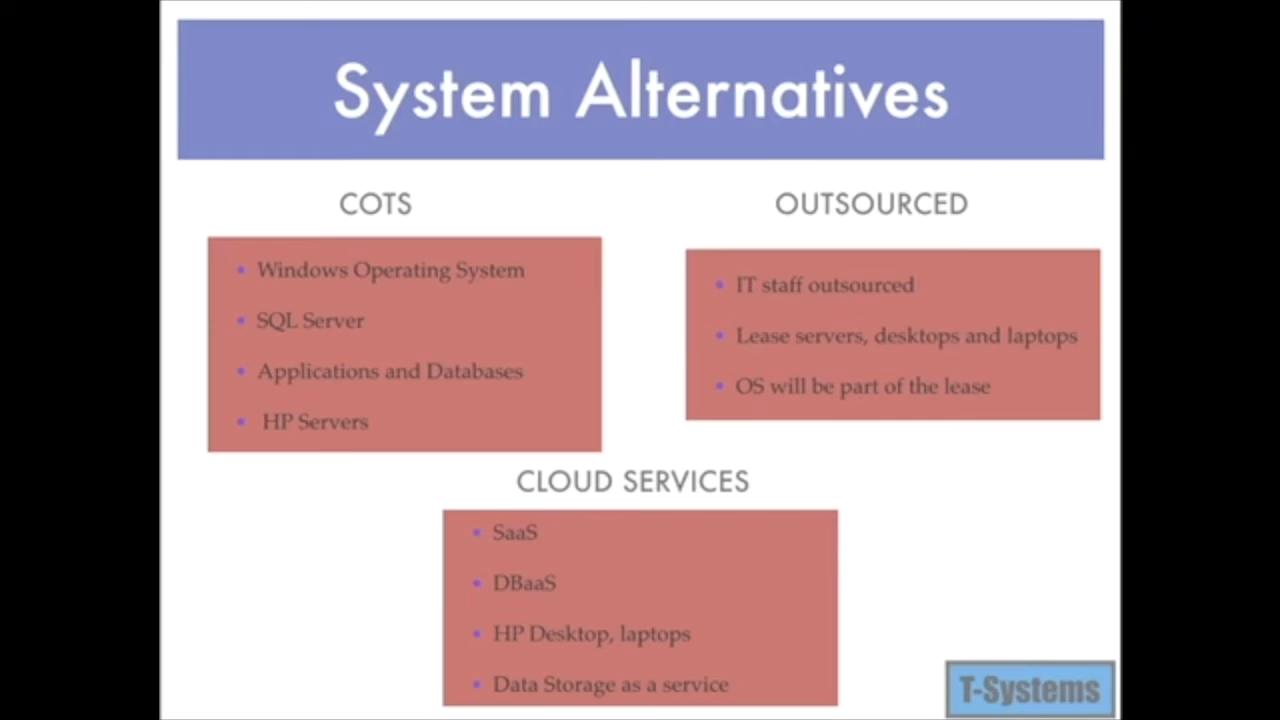 System Alternatives
COTS
• Windows Operating System
• SQL Server
• Applications and Databases
• HP Servers
OUTSOURCED
• IT staff outsourced
• Lease servers, desktops and laptops
• OS will be part of the lease
CLOUD SERVICES
• SaaS
• DBaaS
• HP Desktop, laptops
• Data Storage as a service
T-Systems